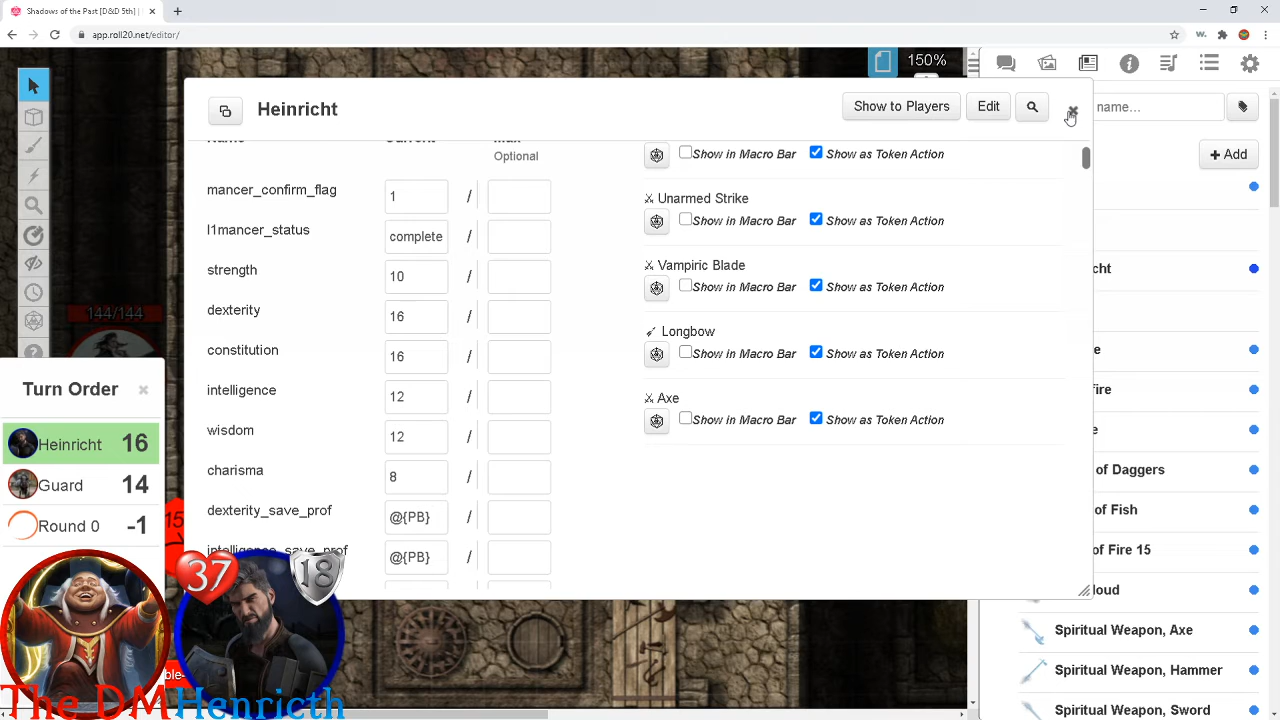 Shadows of the Past [D&D 5th]
app.roll20.net/editor/
150%
Heinricht
Show to Players
Edit
name...
Add
Name Current Max
Optional
mancer_confirm_flag 1 /
l1mancer_status complete /
strength 10 /
dexterity 16 /
constitution 16 /
intelligence 12 /
wisdom 12 /
charisma 8 /
dexterity_save_prof @{PB} /
intelligence_save_prof @{PB} /
Show in Macro Bar Show as Token Action
Unarmed Strike
Show in Macro Bar Show as Token Action
Vampiric Blade
Show in Macro Bar Show as Token Action
Longbow
Show in Macro Bar Show as Token Action
Axe
Show in Macro Bar Show as Token Action
144/144
Turn Order
Heinricht 16
Guard 14
Round 0 -1
15
37
18
ble-
The DM
Henricth
cht
e
fire
e
of Daggers
of Fish
of Fire 15
loud
Spiritual Weapon, Axe
Spiritual Weapon, Hammer
Spiritual Weapon, Sword